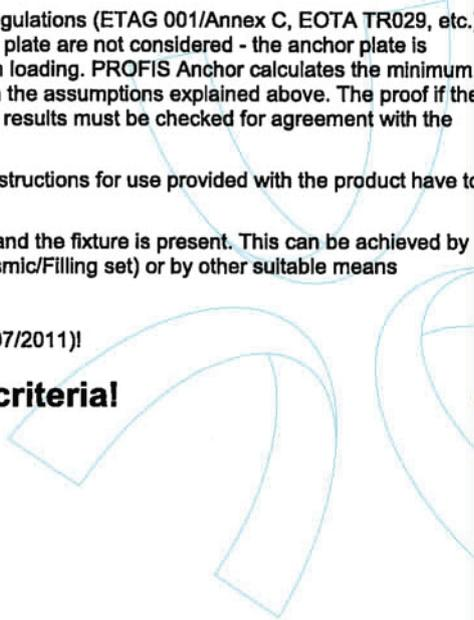 gulations (ETAG 001/Annex C, EOTA TR029, etc.)
plate are not considered - the anchor plate is
loading. PROFIS Anchor calculates the minimum
the assumptions explained above. The proof if the
results must be checked for agreement with the
structions for use provided with the product have to
and the fixture is present. This can be achieved by
smic/Filling set) or by other suitable means
07/2011)!
criteria!